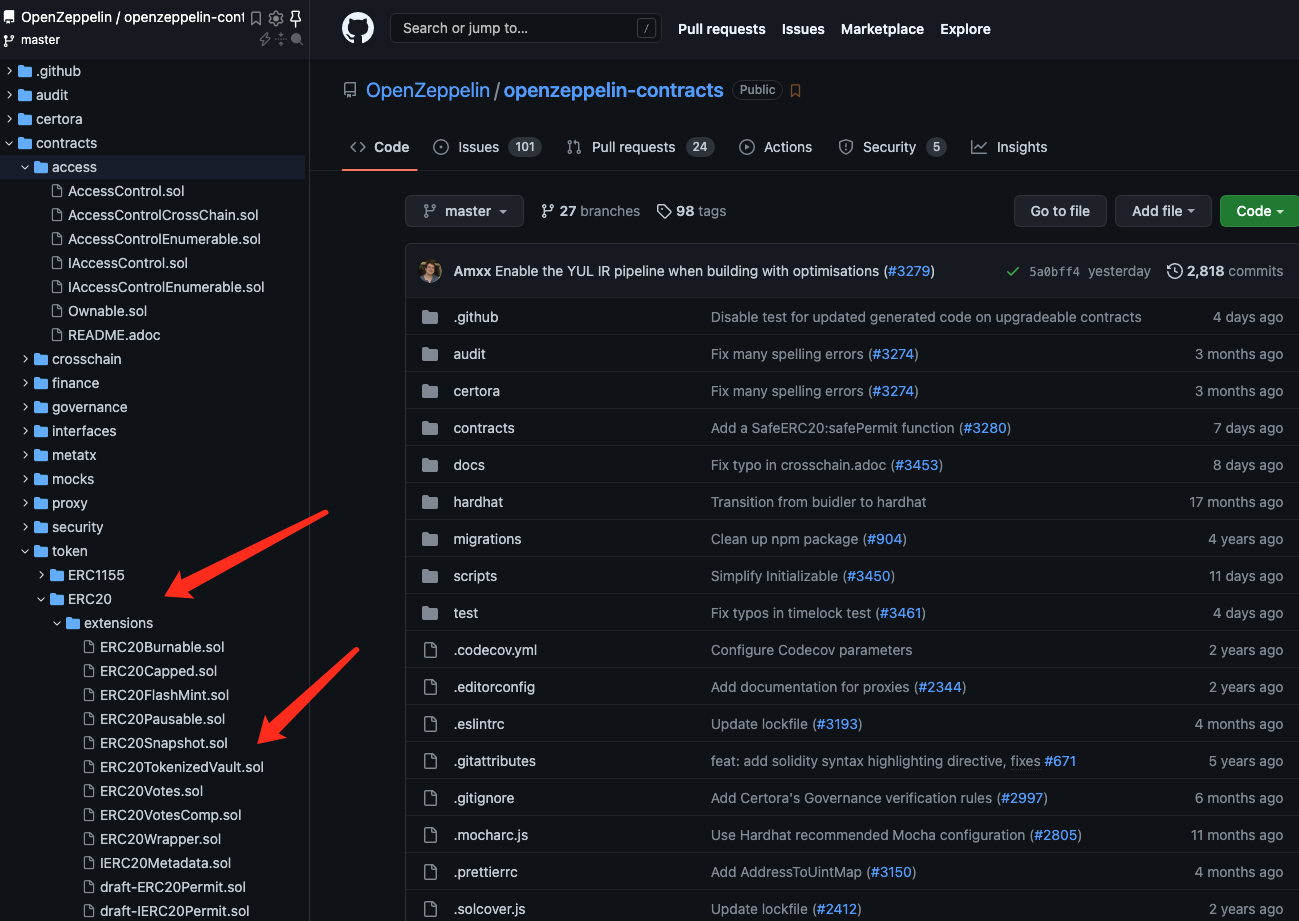 OpenZeppelin / openzeppelin-cont
master
.github
audit
certora
contracts
access
AccessControl.sol
AccessControlCrossChain.sol
AccessControlEnumerable.sol
IAccessControl.sol
IAccessControlEnumerable.sol
Ownable.sol
README.adoc
crosschain
finance
governance
interfaces
metatx
mocks
proxy
security
token
ERC1155
ERC20
extensions
ERC20Burnable.sol
ERC20Capped.sol
ERC20FlashMint.sol
ERC20Pausable.sol
ERC20Snapshot.sol
ERC20TokenizedVault.sol
ERC20Votes.sol
ERC20VotesComp.sol
ERC20Wrapper.sol
IERC20Metadata.sol
draft-ERC20Permit.sol
draft-IERC20Permit.sol
Search or jump to... / Pull requests Issues Marketplace Explore
OpenZeppelin / openzeppelin-contracts Public
Code Issues 101 Pull requests 24 Actions Security 5 Insights
master 27 branches 98 tags Go to file Add file Code
Amxx Enable the YUL IR pipeline when building with optimisations (#3279) 5a0bff4 yesterday 2,818 commits
.github Disable test for updated generated code on upgradeable contracts 4 days ago
audit Fix many spelling errors (#3274) 3 months ago
certora Fix many spelling errors (#3274) 3 months ago
contracts Add a SafeERC20:safePermit function (#3280) 7 days ago
docs Fix typo in crosschain.adoc (#3453) 8 days ago
hardhat Transition from buidler to hardhat 17 months ago
migrations Clean up npm package (#904) 4 years ago
scripts Simplify Initializable (#3450) 11 days ago
test Fix typos in timelock test (#3461) 4 days ago
.codecov.yml Configure Codecov parameters 2 years ago
.editorconfig Add documentation for proxies (#2344) 2 years ago
.eslintrc Update lockfile (#3193) 4 months ago
.gitattributes feat: add solidity syntax highlighting directive, fixes #671 5 years ago
.gitignore Add Certora's Governance verification rules (#2997) 6 months ago
.mocharc.js Use Hardhat recommended Mocha configuration (#2805) 11 months ago
.prettierrc Add AddressToUintMap (#3150) 4 months ago
.solcover.js Update lockfile (#2412) 2 years ago